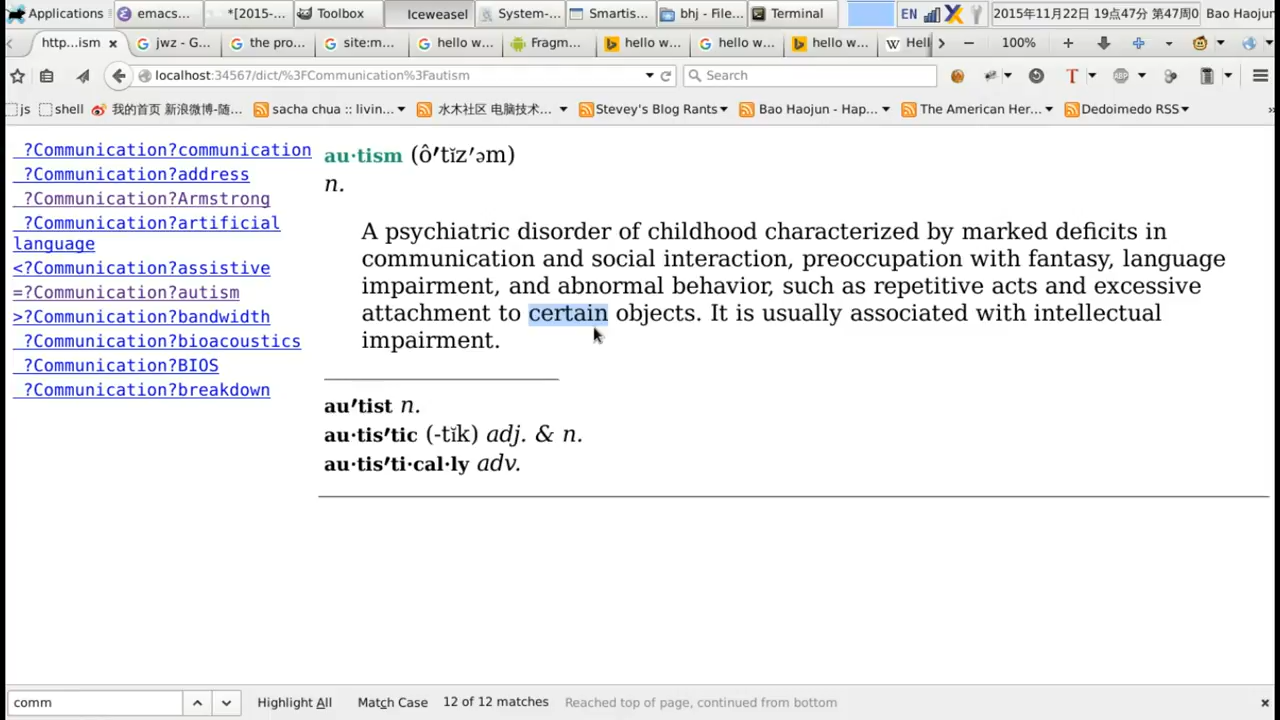 Applications
emacs...
*[2015-...
Toolbox
Iceweasel
System-...
Smartis...
bhj - File...
Terminal
EN
2015年11月22日 19点47分 第47周0
Bao Haojun
http...ism
jwz - G...
the pro...
site:m...
hello w...
Fragm...
hello w...
hello w...
hello w...
Hell
100%
localhost:34567/dict/%3FCommunication%3Fautism
Search
js
shell
我的首页 新浪微博-随...
sacha chua :: livin...
水木社区 电脑技术...
Stevey's Blog Rants
Bao Haojun - Hap...
The American Her...
Dedoimedo RSS
?Communication?communication
?Communication?address
?Communication?Armstrong
?Communication?artificial
language
<?Communication?assistive
=?Communication?autism
>?Communication?bandwidth
?Communication?bioacoustics
?Communication?BIOS
?Communication?breakdown
au·tism (ô′tĭz′əm)
n.
A psychiatric disorder of childhood characterized by marked deficits in
communication and social interaction, preoccupation with fantasy, language
impairment, and abnormal behavior, such as repetitive acts and excessive
attachment to certain objects. It is usually associated with intellectual
impairment.
au′tist n.
au·tis′tic (-tĭk) adj. & n.
au·tis′ti·cal·ly adv.
comm
Highlight All
Match Case
12 of 12 matches
Reached top of page, continued from bottom